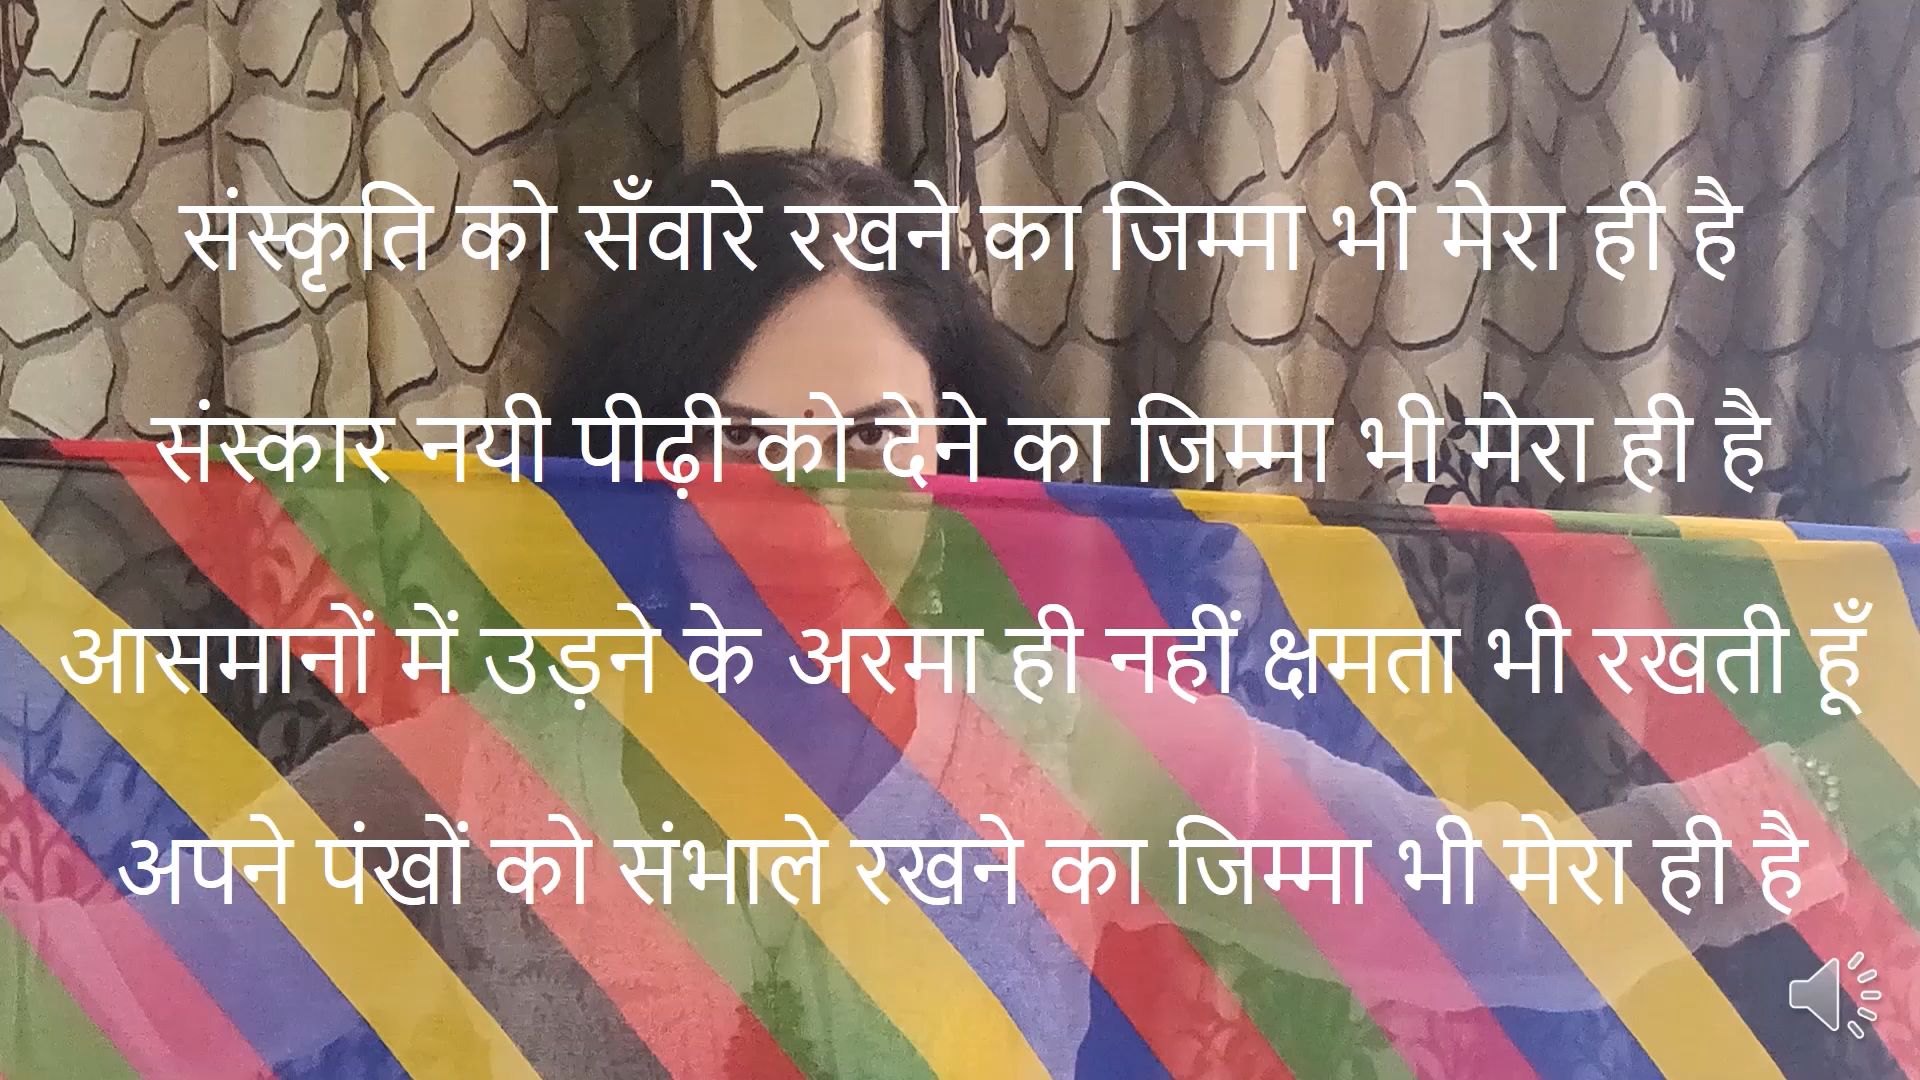 संस्कृति को सँवारे रखने का जिम्मा भी मेरा ही है
संस्कार नयी पीढ़ी को देने का जिम्मा भी मेरा ही है
आसमानों में उड़ने के अरमा ही नहीं क्षमता भी रखती हूँ
अपने पंखों को संभाले रखने का जिम्मा भी मेरा ही है